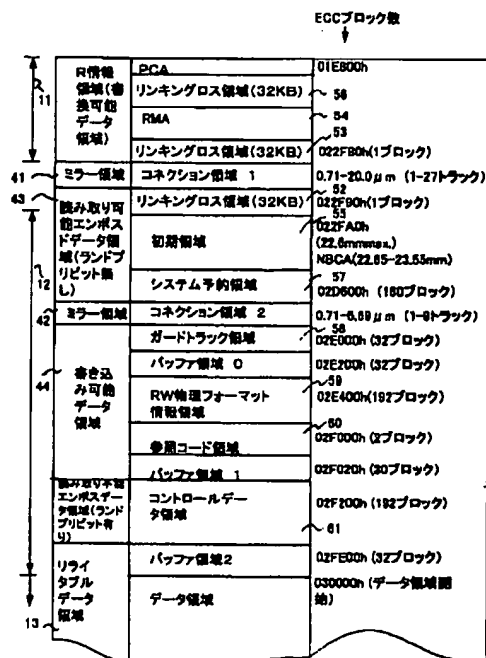 ECCブロック数
R情報
領域(書
換可能
データ
領域)
PCA
01E800h
リンキングロス領域(32KB)
56
RMA
54
53
リンキングロス領域(32KB)
022F80h(1ブロック)
11
41
ミラー領域
コネクション領域 1
0.71-20.0μm (1-27トラック)
43
52
読み取り可
能エンボス
ドデータ領
域(ランドプ
リピット無
し)
リンキングロス領域(32KB)
022F90h(1ブロック)
55
初期領域
022FA0h
(22.6mmmax.)
NBCA(22.65-23.55mm)
57
システム予約領域
02D600h (160ブロック)
12
42
ミラー領域
コネクション領域 2
0.71-6.69μm (1-9トラック)
58
44
書き込
み可能
データ
領域
ガードトラック領域
02E000h (32ブロック)
バッファ領域 0
02E200h (32ブロック)
59
RW物理フォーマット
情報領域
02E400h(192ブロック)
60
参照コード領域
02F000h (2ブロック)
バッファ領域 1
02F020h (30ブロック)
読み取り不能
エンボスデー
タ領域(ランド
プリピット有
り)
コントロールデー
タ領域
02F200h (192ブロック)
61
リライ
タブル
データ
領域
バッファ領域2
02FE00h (32ブロック)
データ領域
030000h (データ領域開
始)
13